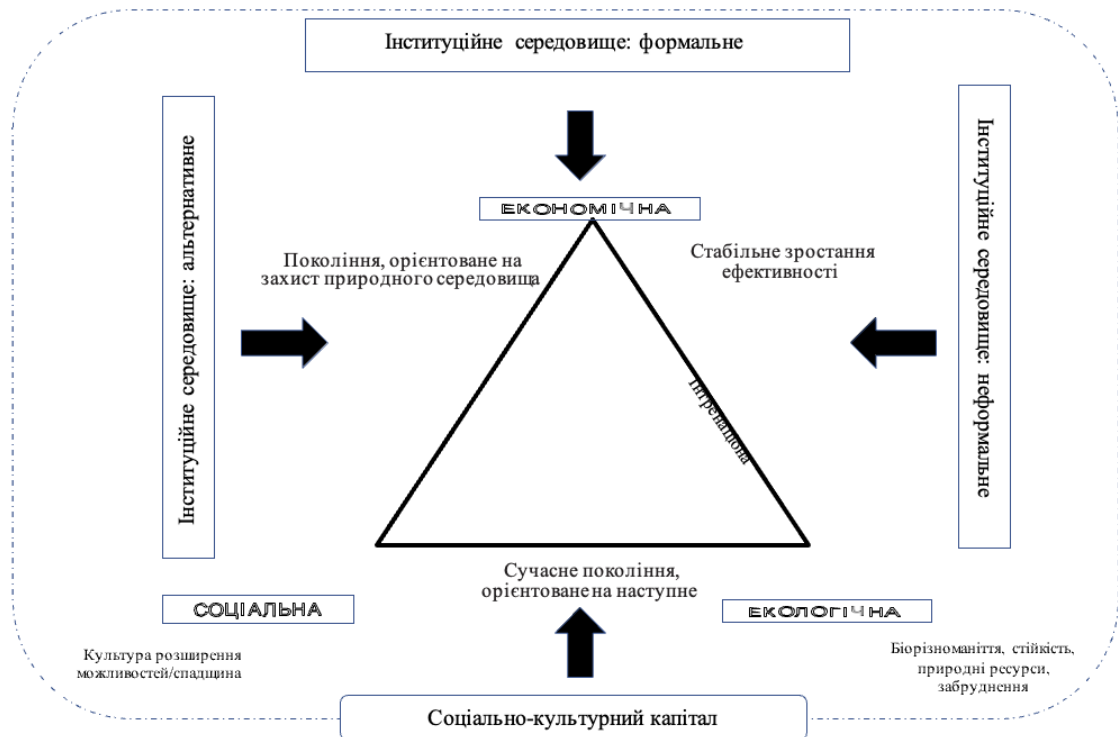 Інституційне середовище: формальне
Інституційне середовище: альтернативне
Інституційне середовище: неформальне
ЕКОНОМІЧНА
Покоління, орієнтоване на
захист природного середовища
Стабільне зростання
ефективності
Інтренаціона
Сучасне покоління,
орієнтоване на наступне
СОЦІАЛЬНА
ЕКОЛОГІЧНА
Культура розширення
можливостей/спадщина
Біорізноманіття, стійкість,
природні ресурси,
забруднення
Соціально-культурний капітал